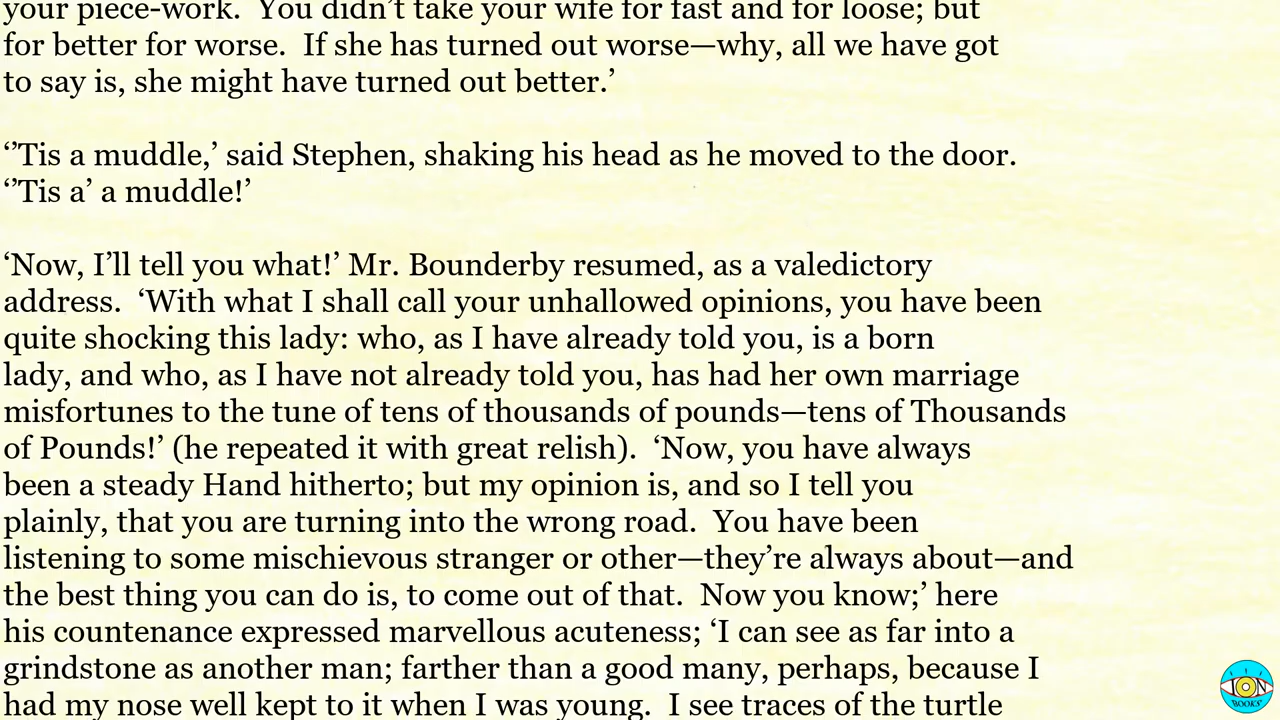 your piece-work.  You didn’t take your wife for fast and for loose; but
for better for worse.  If she has turned out worse—why, all we have got
to say is, she might have turned out better.’
‘’Tis a muddle,’ said Stephen, shaking his head as he moved to the door.
‘’Tis a’ a muddle!’
‘Now, I’ll tell you what!’ Mr. Bounderby resumed, as a valedictory
address.  ‘With what I shall call your unhallowed opinions, you have been
quite shocking this lady: who, as I have already told you, is a born
lady, and who, as I have not already told you, has had her own marriage
misfortunes to the tune of tens of thousands of pounds—tens of Thousands
of Pounds!’ (he repeated it with great relish).  ‘Now, you have always
been a steady Hand hitherto; but my opinion is, and so I tell you
plainly, that you are turning into the wrong road.  You have been
listening to some mischievous stranger or other—they’re always about—and
the best thing you can do is, to come out of that.  Now you know;’ here
his countenance expressed marvellous acuteness; ‘I can see as far into a
grindstone as another man; farther than a good many, perhaps, because I
had my nose well kept to it when I was young.  I see traces of the turtle
ION
BOOKS